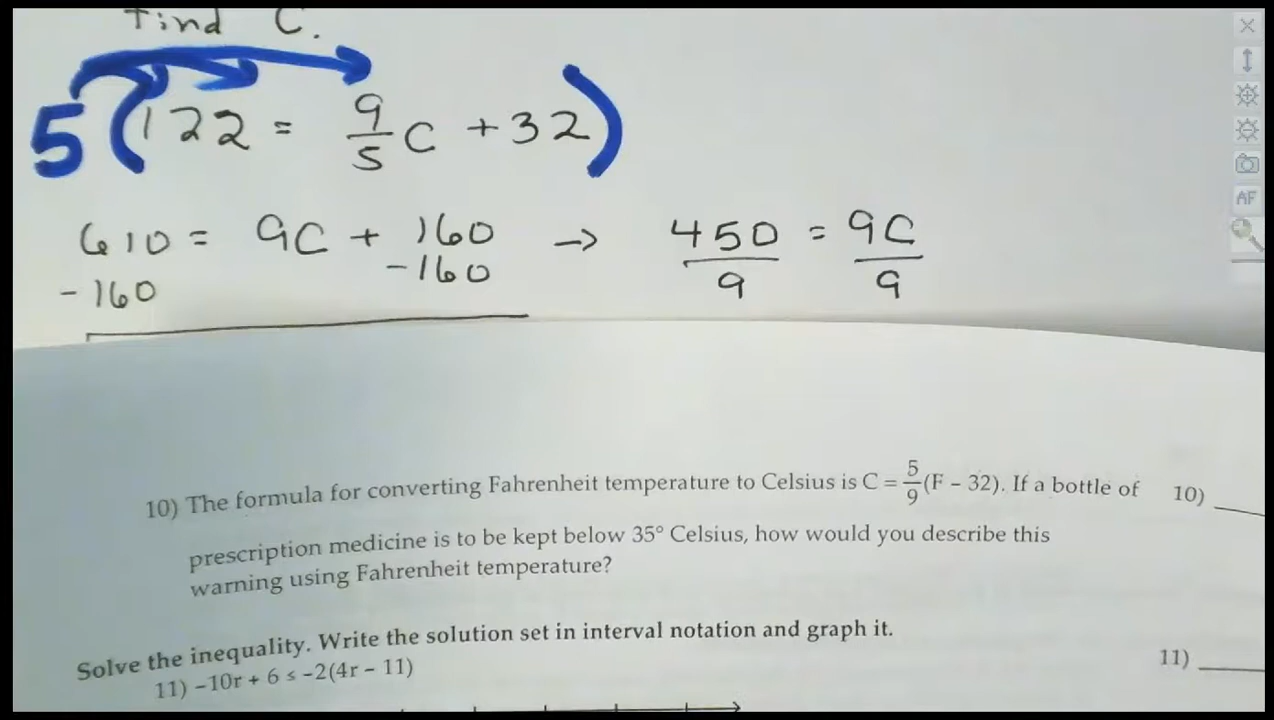 Find C.
5(122 = 9/5 C + 32)
610 = 9C + 160 → 450/9 = 9C/9
-160 -160
10) The formula for converting Fahrenheit temperature to Celsius is C = 5/9 (F - 32). If a bottle of 10)
prescription medicine is to be kept below 35° Celsius, how would you describe this
warning using Fahrenheit temperature?
Solve the inequality. Write the solution set in interval notation and graph it.
11) -10r + 6 ≤ -2(4r - 11) 11)
AF